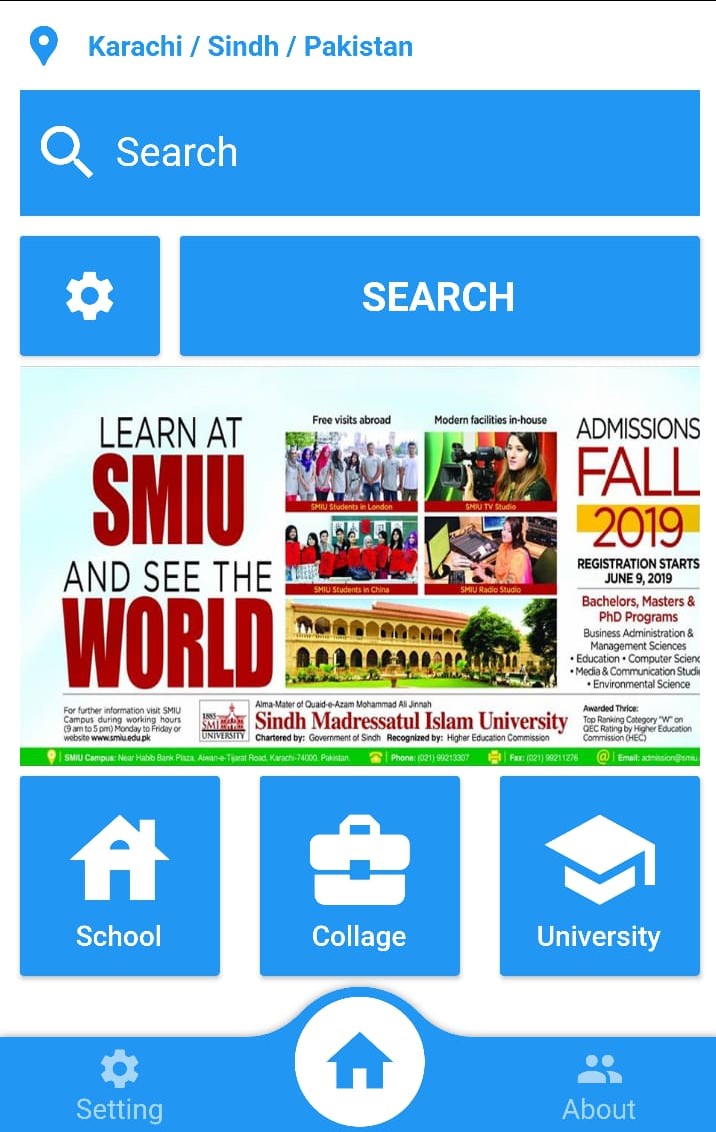 Karachi / Sindh / Pakistan
Search
SEARCH
LEARN AT
SMIU
AND SEE THE
WORLD
Free visits abroad
SMIU Students in London
SMIU Students in China
Modern facilities in-house
SMIU TV Studio
SMIU Radio Studio
ADMISSIONS
FALL
2019
REGISTRATION STARTS
JUNE 9, 2019
Bachelors, Masters &
PhD Programs
Business Administration &
Management Sciences
• Education • Computer Scienc
• Media & Communication Studi
• Environmental Science
For further information visit SMIU
Campus during working hours
(9 am to 5 pm) Monday to Friday or
website www.smiu.edu.pk
1885
SMI
UNIVERSITY
Alma-Mater of Quaid-e-Azam Mohammad Ali Jinnah
Sindh Madressatul Islam University
Chartered by: Government of Sindh Recognized by: Higher Education Commission
Awarded Thrice:
Top Ranking Category "W" on
QEC Rating by Higher Education
Commission (HEC)
SMIU Campus: Near Habib Bank Plaza, Aiwan-e-Tijarat Road, Karachi-74000, Pakistan.
Phone: (021) 99213307
Fax: (021) 99211276
@ Email: admission@smiu.
School
Collage
University
Setting
About